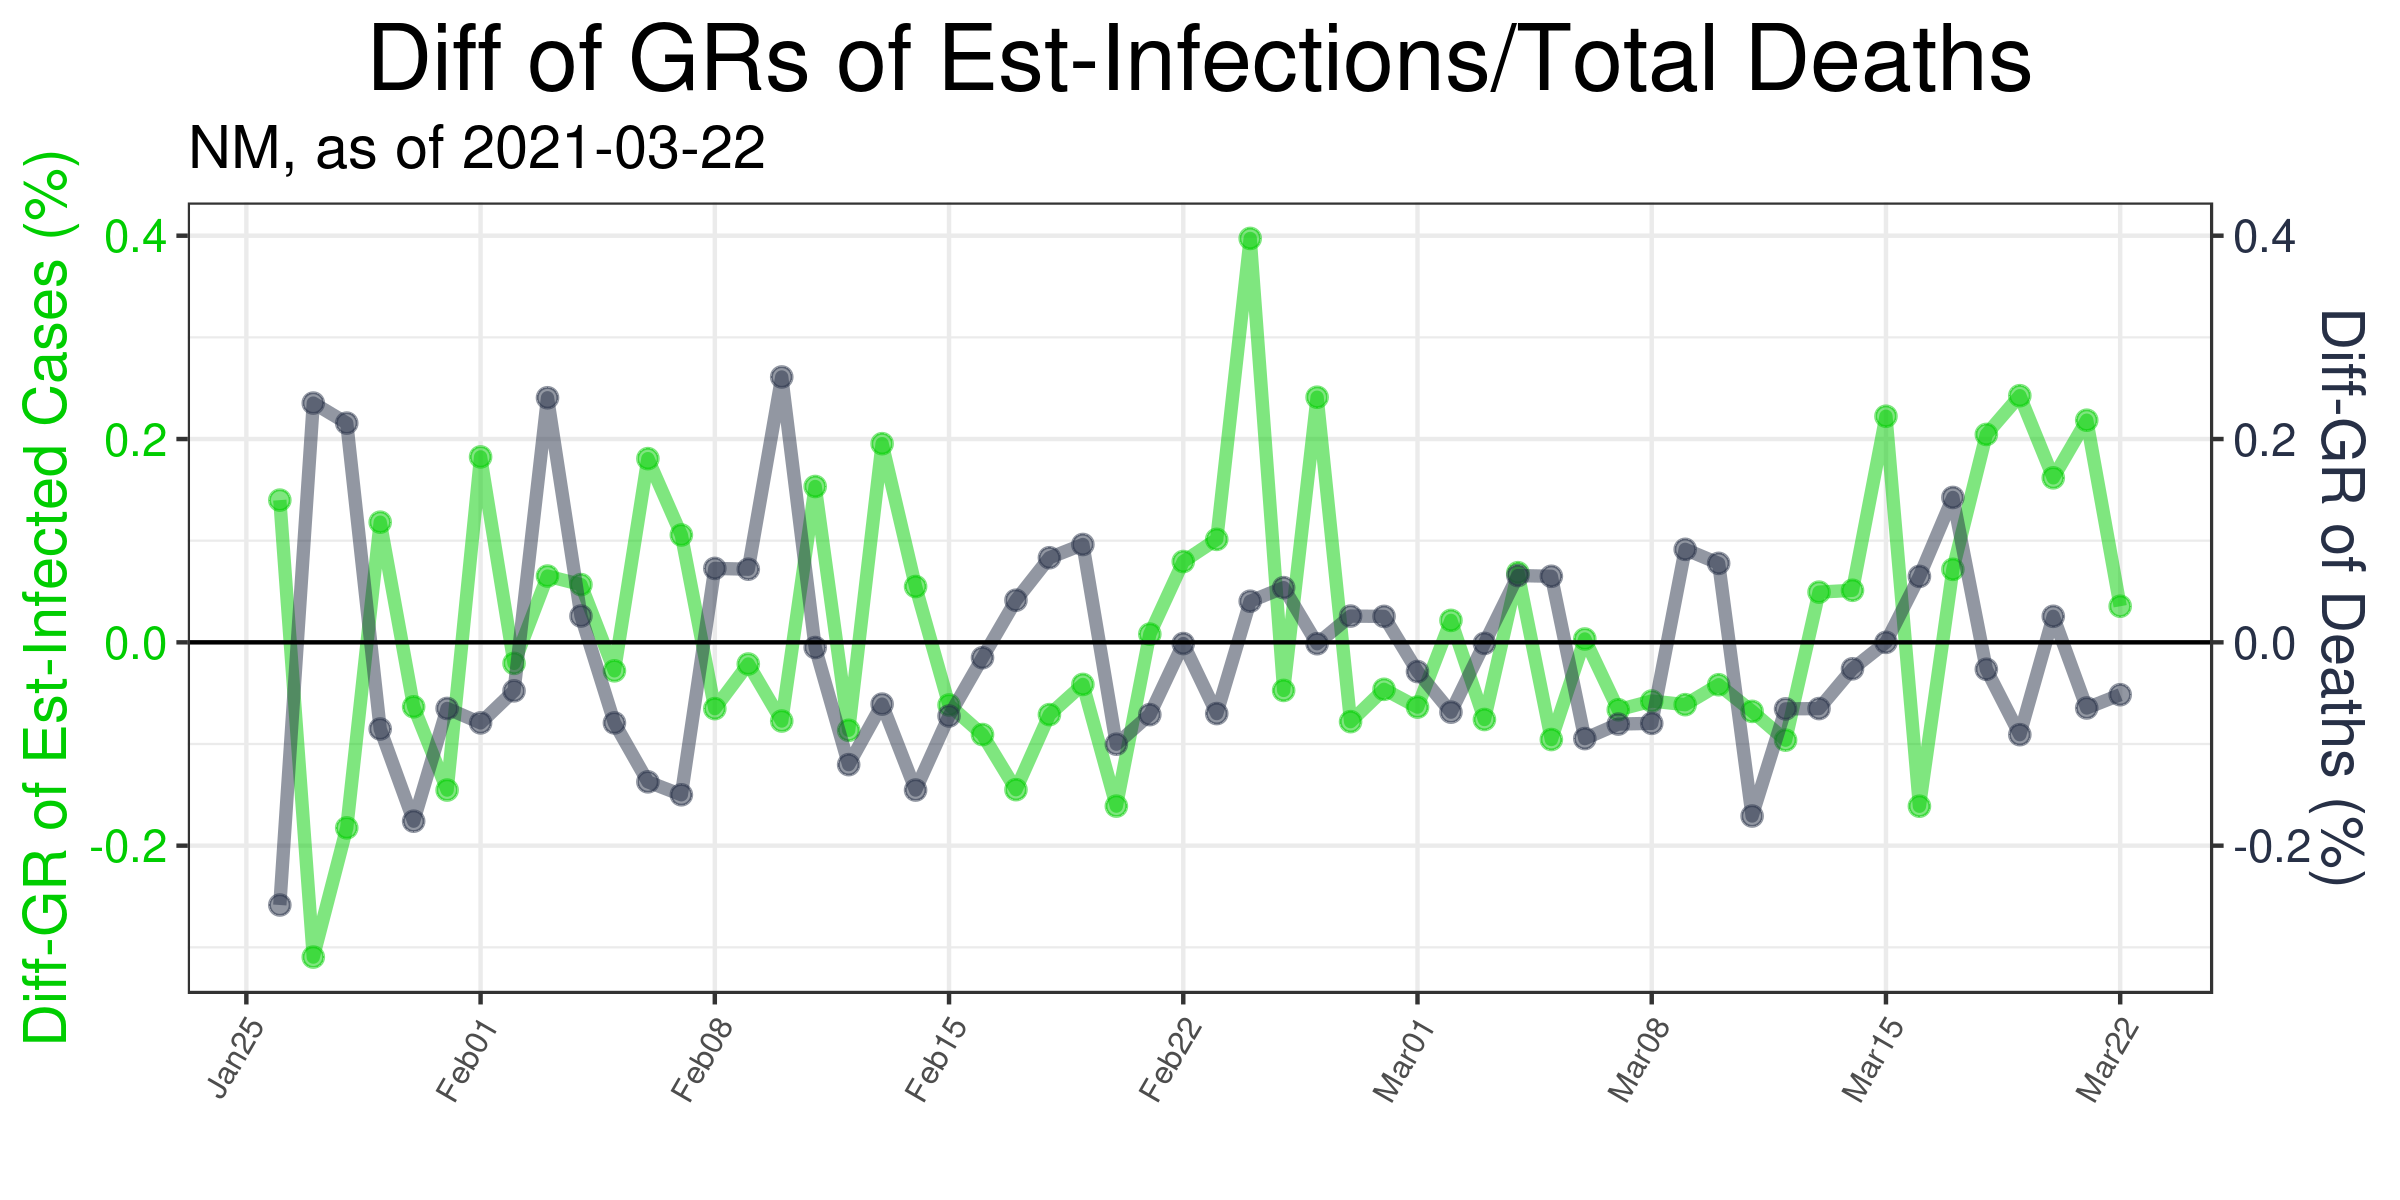 Diff of GRs of Est-Infections/Total Deaths
NM, as of 2021-03-22
Diff-GR of Est-Infected Cases (%)
0.4
0.2
0.0
-0.2
0.4
0.2
0.0
-0.2
Diff-GR of Deaths (%)
Jan25
Feb01
Feb08
Feb15
Feb22
Mar01
Mar08
Mar15
Mar22